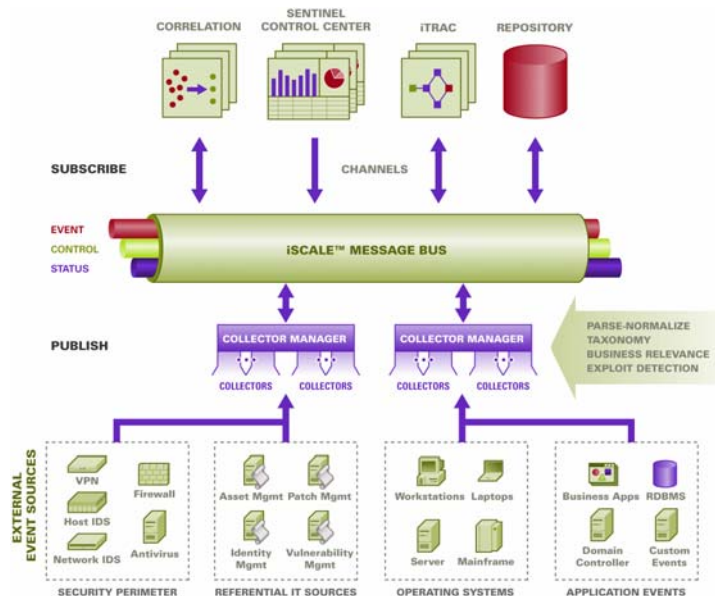 CORRELATION
SENTINEL
CONTROL CENTER
iTRAC
REPOSITORY
SUBSCRIBE
CHANNELS
EVENT
CONTROL
STATUS
iSCALE™ MESSAGE BUS
PUBLISH
COLLECTOR MANAGER
COLLECTORS
COLLECTORS
COLLECTOR MANAGER
COLLECTORS
COLLECTORS
PARSE-NORMALIZE
TAXONOMY
BUSINESS RELEVANCE
EXPLOIT DETECTION
EXTERNAL
EVENT SOURCES
VPN
Firewall
Host IDS
Network IDS
Antivirus
SECURITY PERIMETER
Asset Mgmt
Patch Mgmt
Identity
Mgmt
Vulnerability
Mgmt
REFERENTIAL IT SOURCES
Workstations
Laptops
Server
Mainframe
OPERATING SYSTEMS
Business Apps
RDBMS
Domain
Controller
Custom
Events
APPLICATION EVENTS